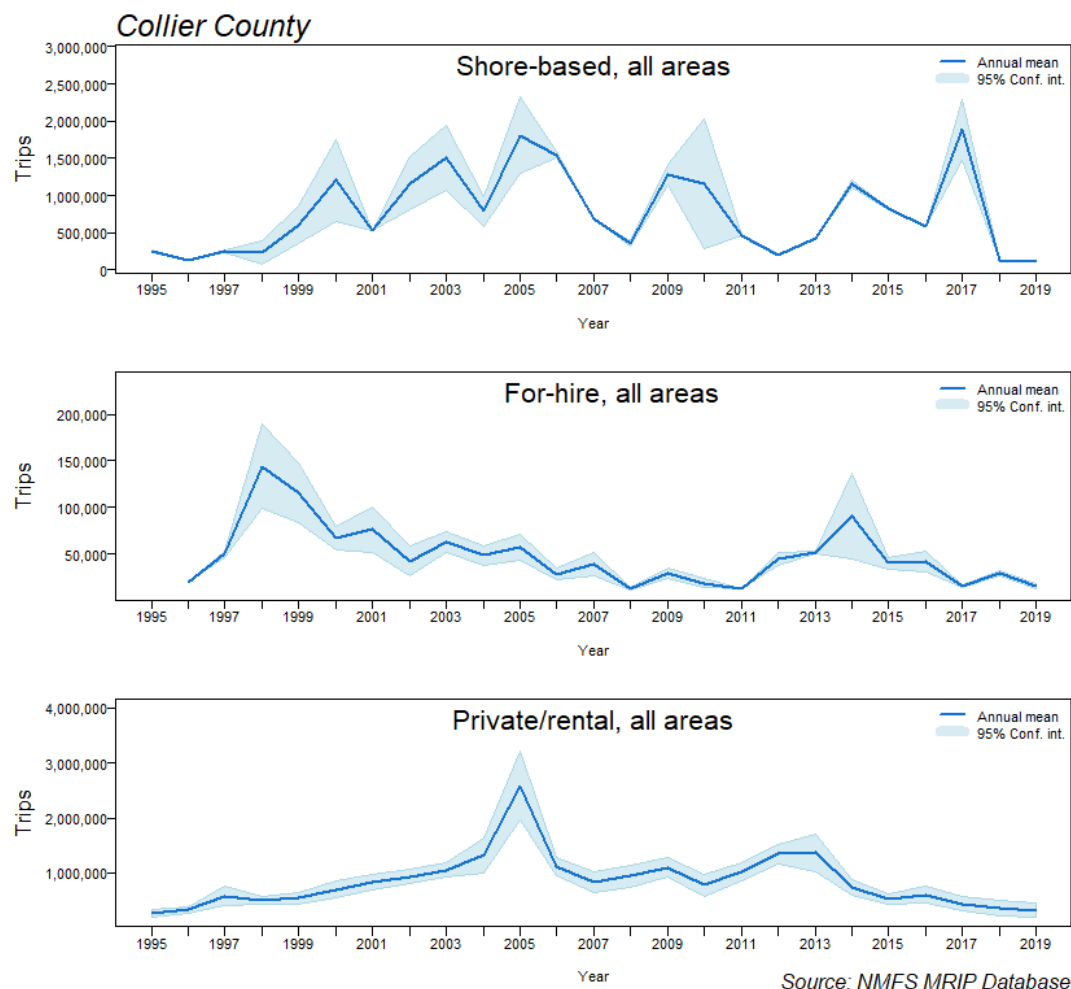 Collier County
Shore-based, all areas
Annual mean
95% Conf. int.
Trips
3,000,000
2,500,000
2,000,000
1,500,000
1,000,000
500,000
0
1995 1997 1999 2001 2003 2005 2007 2009 2011 2013 2015 2017 2019
Year
For-hire, all areas
Annual mean
95% Conf. int.
Trips
200,000
150,000
100,000
50,000
1995 1997 1999 2001 2003 2005 2007 2009 2011 2013 2015 2017 2019
Year
Private/rental, all areas
Annual mean
95% Conf. int.
Trips
4,000,000
3,000,000
2,000,000
1,000,000
1995 1997 1999 2001 2003 2005 2007 2009 2011 2013 2015 2017 2019
Year
Source: NMFS MRIP Database